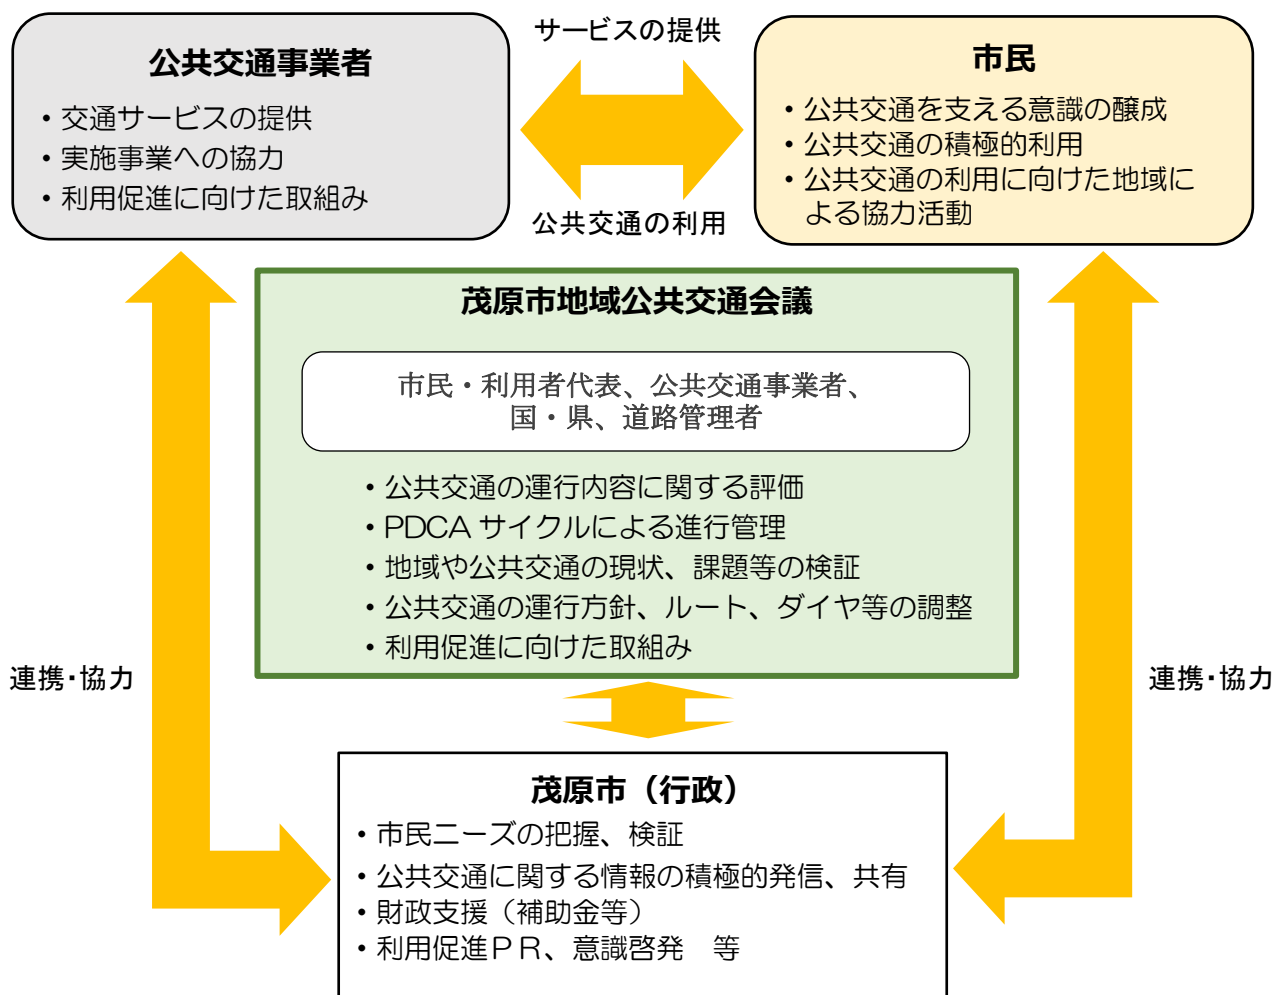 公共交通事業者
・交通サービスの提供
・実施事業への協力
・利用促進に向けた取組み
サービスの提供
公共交通の利用
市民
・公共交通を支える意識の醸成
・公共交通の積極的利用
・公共交通の利用に向けた地域に
よる協力活動
茂原市地域公共交通会議
市民・利用者代表、公共交通事業者、
国・県、道路管理者
・公共交通の運行内容に関する評価
・PDCA サイクルによる進行管理
・地域や公共交通の現状、課題等の検証
・公共交通の運行方針、ルート、ダイヤ等の調整
・利用促進に向けた取組み
連携・協力
連携・協力
茂原市（行政）
・市民ニーズの把握、検証
・公共交通に関する情報の積極的発信、共有
・財政支援（補助金等）
・利用促進ＰＲ、意識啓発　等